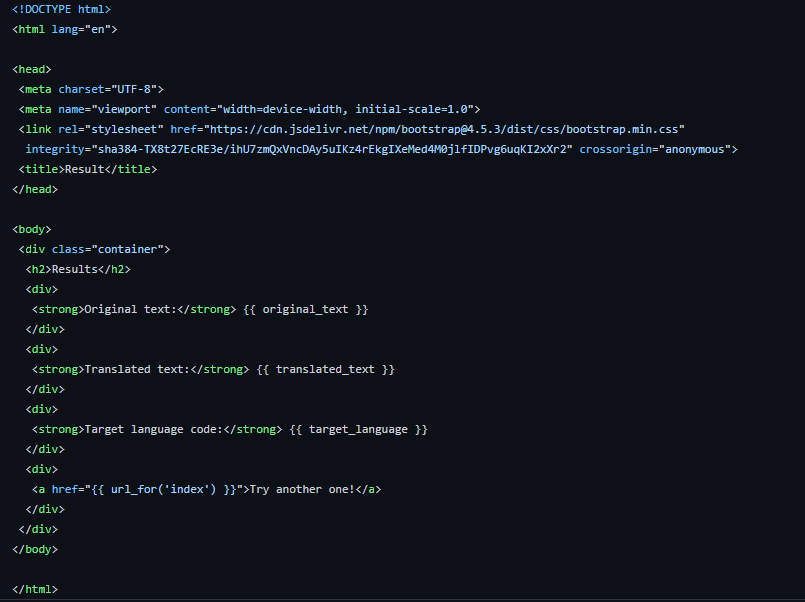 <!DOCTYPE html>
<html lang="en">
<head>
<meta charset="UTF-8">
<meta name="viewport" content="width=device-width, initial-scale=1.0">
<link rel="stylesheet" href="https://cdn.jsdelivr.net/npm/bootstrap@4.5.3/dist/css/bootstrap.min.css"
integrity="sha384-TX8t27EcRE3e/ihU7zmQxVncDAy5uIKz4rEkgIXeMed4M0jlfIDPvg6uqKI2xXr2" crossorigin="anonymous">
<title>Result</title>
</head>
<body>
<div class="container">
<h2>Results</h2>
<div>
<strong>Original text:</strong> {{ original_text }}
</div>
<div>
<strong>Translated text:</strong> {{ translated_text }}
</div>
<div>
<strong>Target language code:</strong> {{ target_language }}
</div>
<div>
<a href="{{ url_for('index') }}">Try another one!</a>
</div>
</div>
</body>
</html>